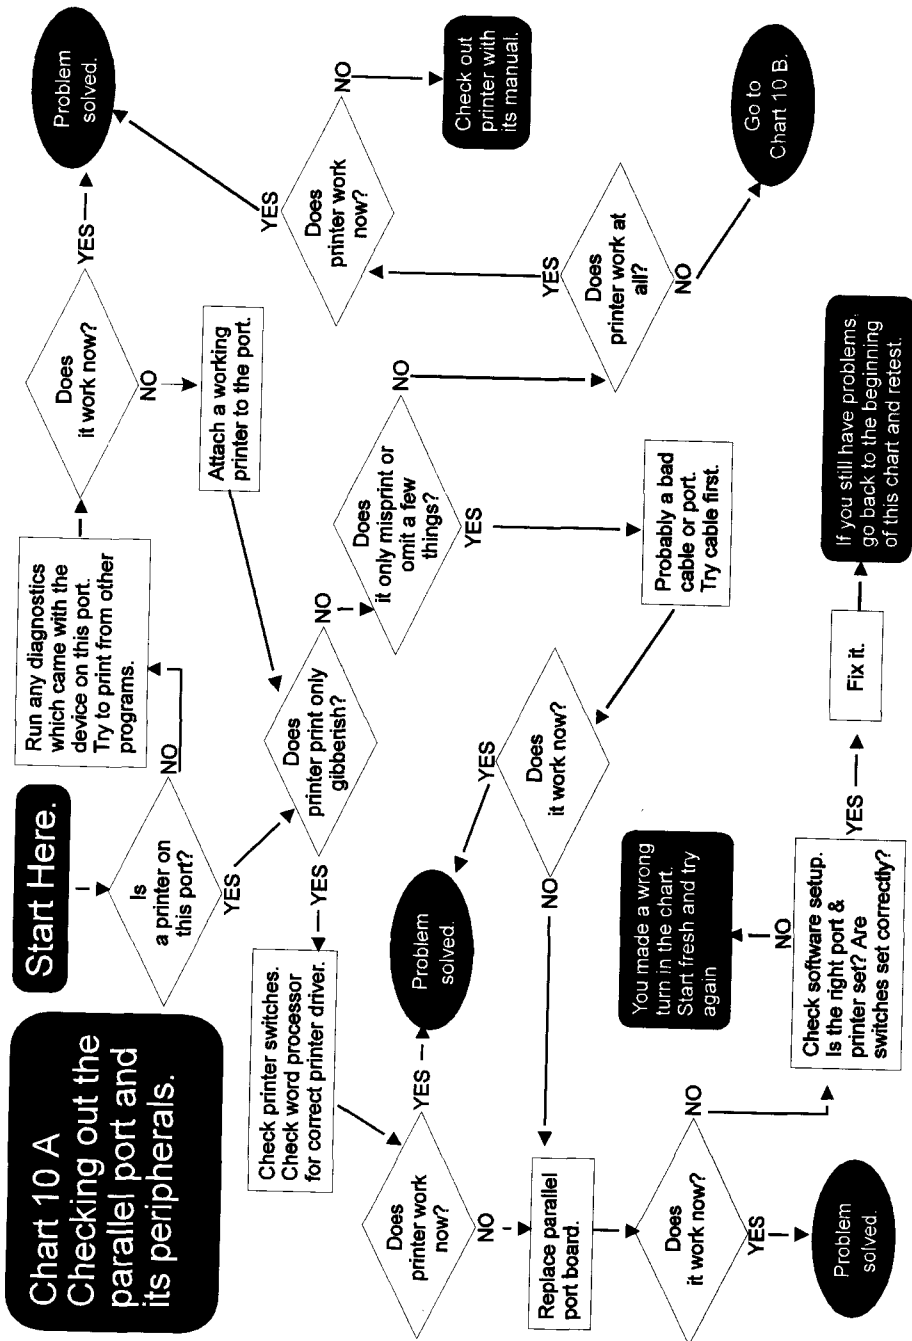 Chart 10 A
Checking out the
parallel port and
its peripherals.
Start Here.
Is
a printer on
this port?
NO
YES
Run any diagnostics
which came with the
device on this port.
Try to print from other
programs.
Does
it work now?
YES
NO
Problem
solved.
Attach a working
printer to the port.
Does
printer print only
gibberish?
YES
NO
Check printer switches.
Check word processor
for correct printer driver.
Does
it only misprint or
omit a few
things?
NO
YES
Does
printer work
now?
YES
NO
Check out
printer with
its manual.
Does
printer work at
all?
YES
NO
Go to
Chart 10 B.
Does
printer work
now?
YES
NO
Problem
solved.
Probably a bad
cable or port.
Try cable first.
Does
it work now?
YES
NO
Replace parallel
port board.
Does
it work now?
NO
YES
Problem
solved.
Check software setup.
Is the right port &
printer set? Are
switches set correctly?
NO
YES
You made a wrong
turn in the chart.
Start fresh and try
again
Fix it.
If you still have problems,
go back to the beginning
of this chart and retest.